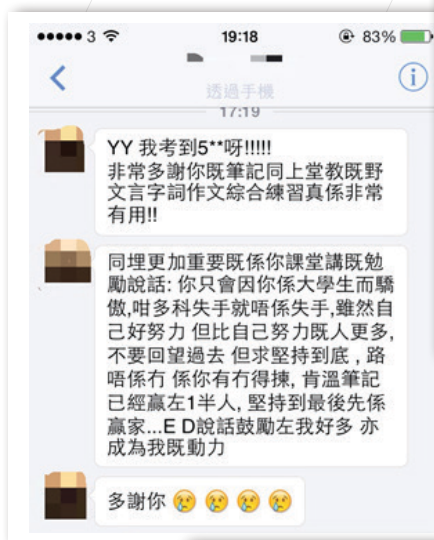 3 19:18 83%
透過手機
17:19
YY 我考到5**呀!!!!!
非常多謝你既筆記同上堂教既野
文言字詞作文綜合練習真係非常
有用!!
同埋更加重要既係你課堂講既勉
勵說話: 你只會因你係大學生而驕
傲,咁多科失手就唔係失手,雖然自
己好努力 但比自己努力既人更多,
不要回望過去 但求堅持到底 , 路
唔係冇 係你有冇得揀, 肯溫筆記
已經贏左1半人, 堅持到最後先係
贏家...E D說話鼓勵左我好多 亦
成為我既動力
多謝你 😢 😢 😢 😢